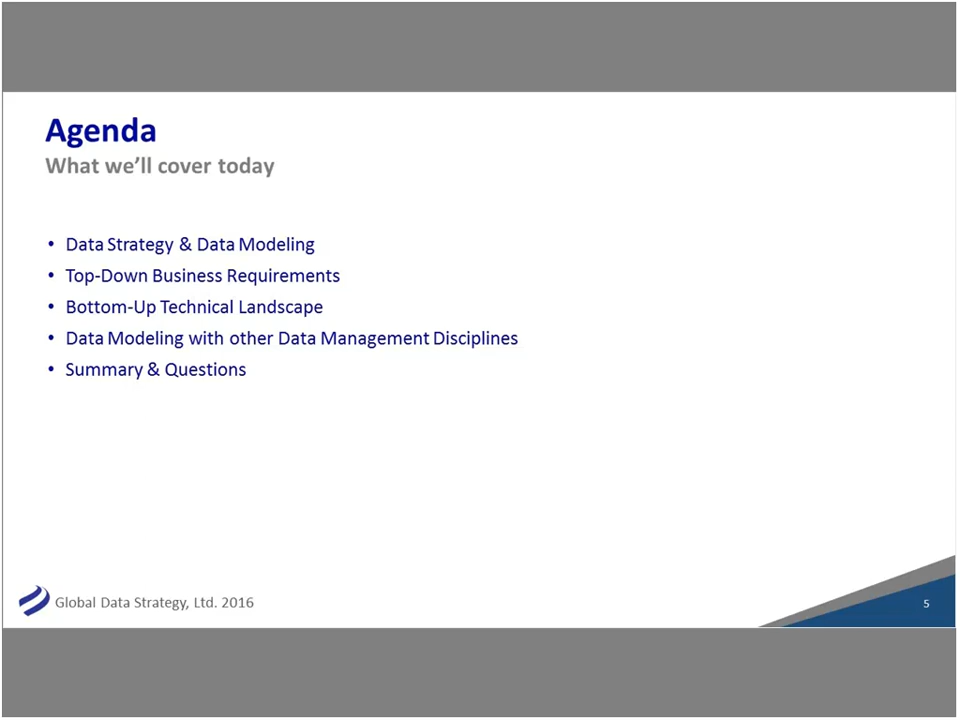 Agenda
What we’ll cover today
• Data Strategy & Data Modeling
• Top-Down Business Requirements
• Bottom-Up Technical Landscape
• Data Modeling with other Data Management Disciplines
• Summary & Questions
Global Data Strategy, Ltd. 2016
5